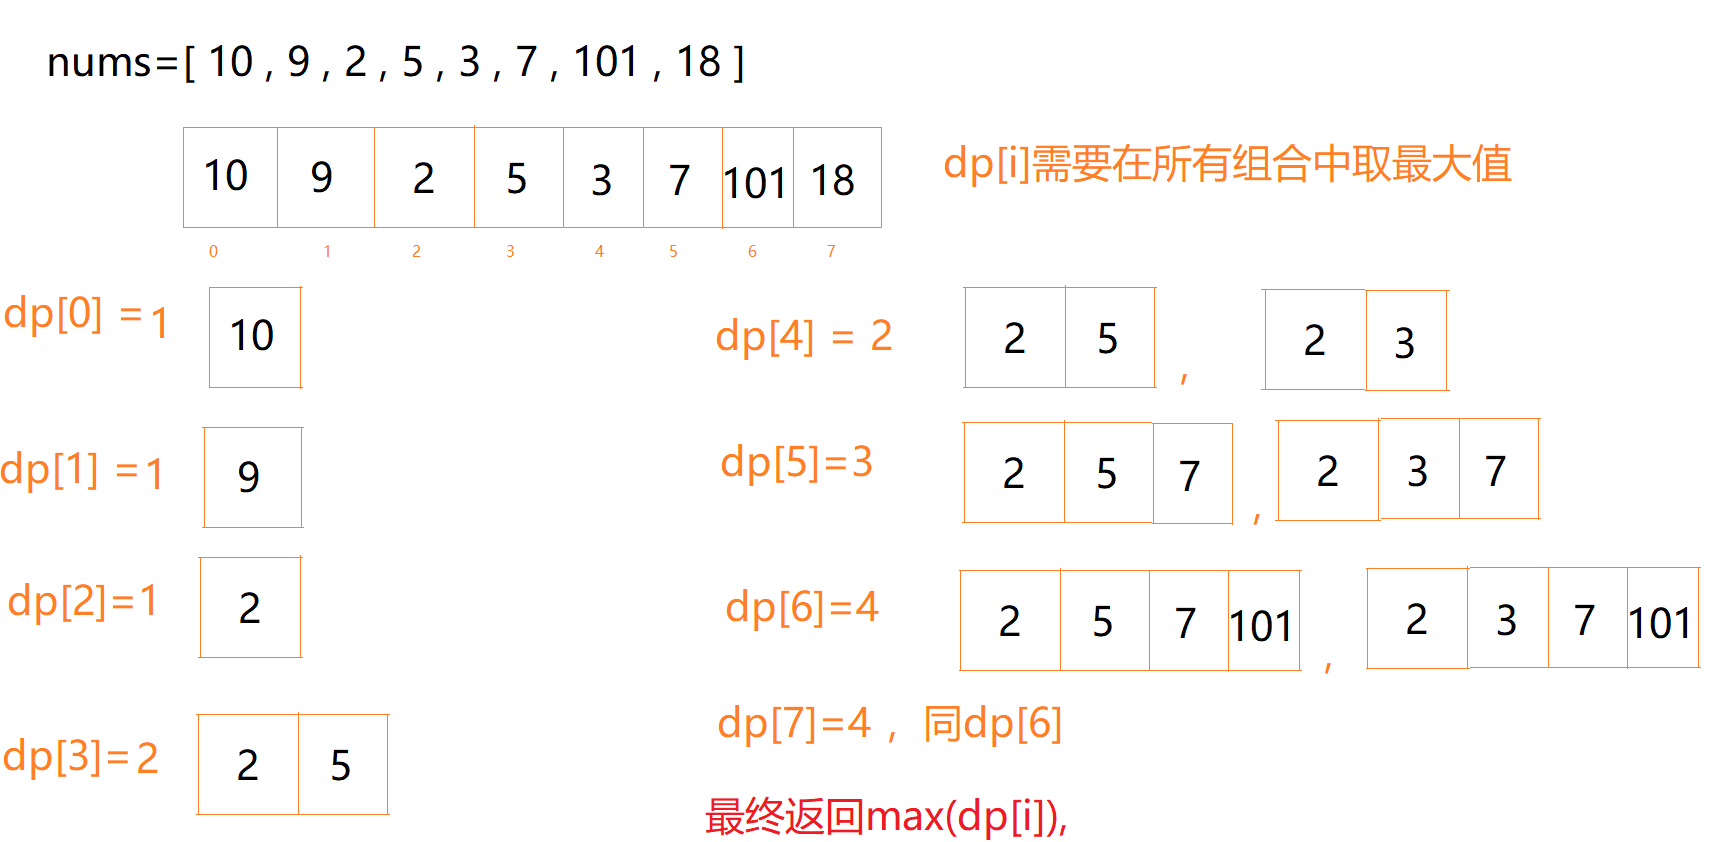 nums=[ 10 , 9 , 2 , 5 , 3 , 7 , 101 , 18 ]
10 9 2 5 3 7 101 18
0 1 2 3 4 5 6 7
dp[i]需要在所有组合中取最大值
dp[0] =1 10
dp[1] =1 9
dp[2]=1 2
dp[3]=2 2 5
dp[4] = 2 2 5 , 2 3
dp[5]=3 2 5 7 , 2 3 7
dp[6]=4 2 5 7 101 , 2 3 7 101
dp[7]=4 ，同dp[6]
最终返回max(dp[i]),